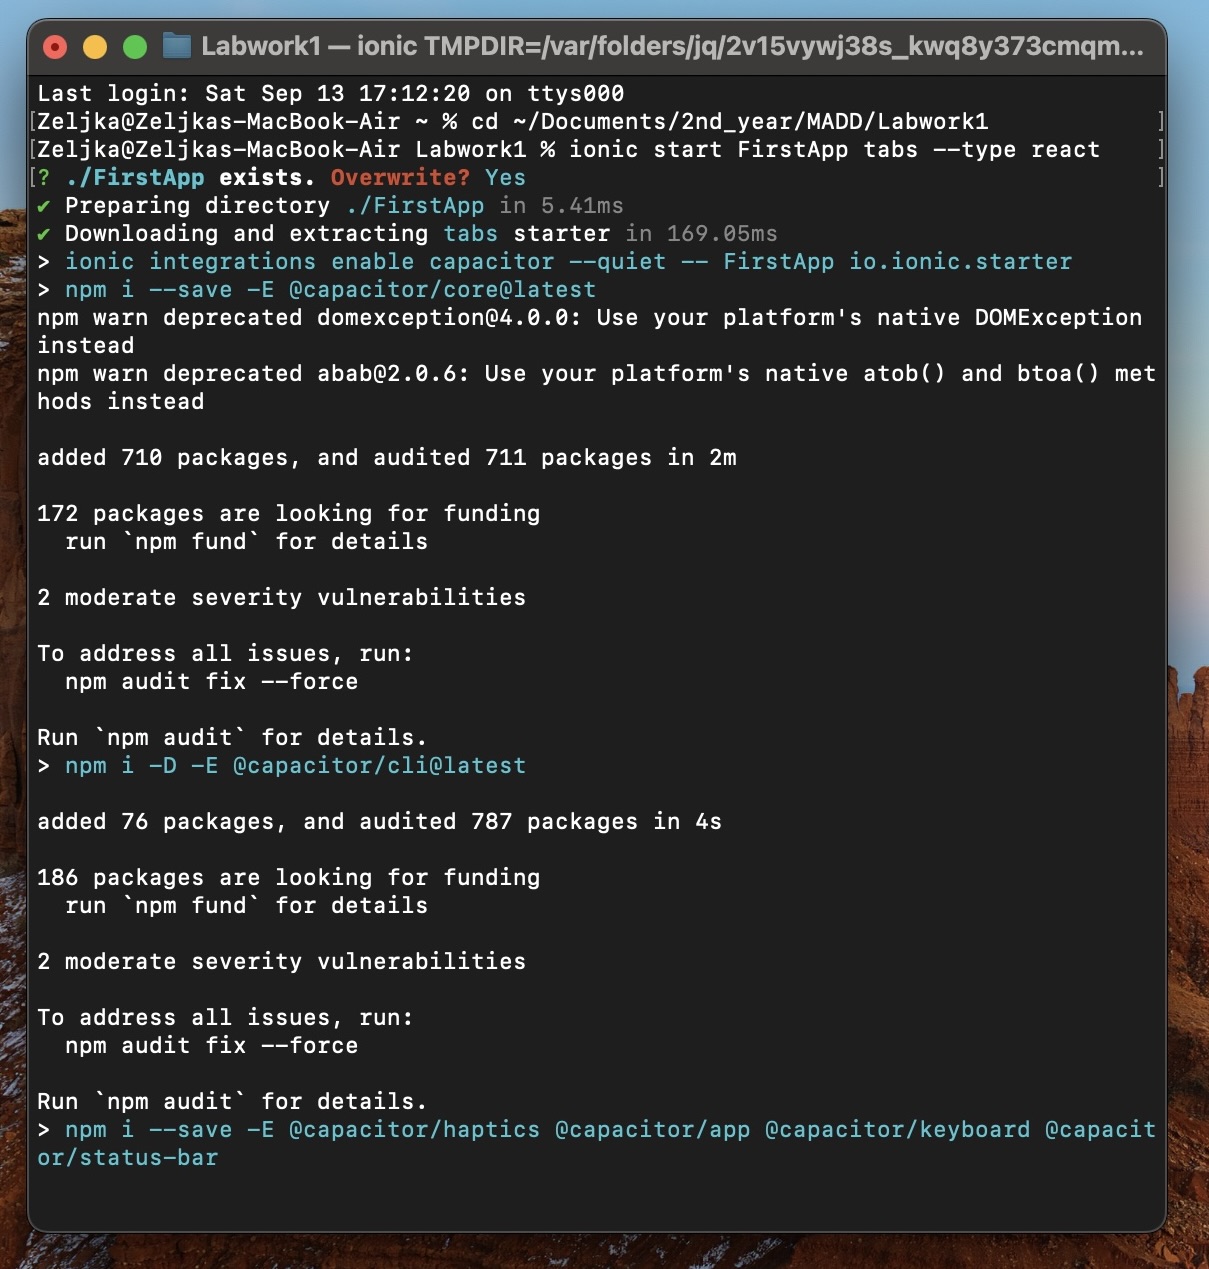 Labwork1 — ionic TMPDIR=/var/folders/jq/2v15vywj38s_kwq8y373cmqm...
Last login: Sat Sep 13 17:12:20 on ttys000
[Zeljka@Zeljkas-MacBook-Air ~ % cd ~/Documents/2nd_year/MADD/Labwork1 ]
[Zeljka@Zeljkas-MacBook-Air Labwork1 % ionic start FirstApp tabs --type react ]
[? ./FirstApp exists. Overwrite? Yes ]
✔ Preparing directory ./FirstApp in 5.41ms
✔ Downloading and extracting tabs starter in 169.05ms
> ionic integrations enable capacitor --quiet -- FirstApp io.ionic.starter
> npm i --save -E @capacitor/core@latest
npm warn deprecated domexception@4.0.0: Use your platform's native DOMException
instead
npm warn deprecated abab@2.0.6: Use your platform's native atob() and btoa() met
hods instead
added 710 packages, and audited 711 packages in 2m
172 packages are looking for funding
run `npm fund` for details
2 moderate severity vulnerabilities
To address all issues, run:
npm audit fix --force
Run `npm audit` for details.
> npm i -D -E @capacitor/cli@latest
added 76 packages, and audited 787 packages in 4s
186 packages are looking for funding
run `npm fund` for details
2 moderate severity vulnerabilities
To address all issues, run:
npm audit fix --force
Run `npm audit` for details.
> npm i --save -E @capacitor/haptics @capacitor/app @capacitor/keyboard @capacit
or/status-bar